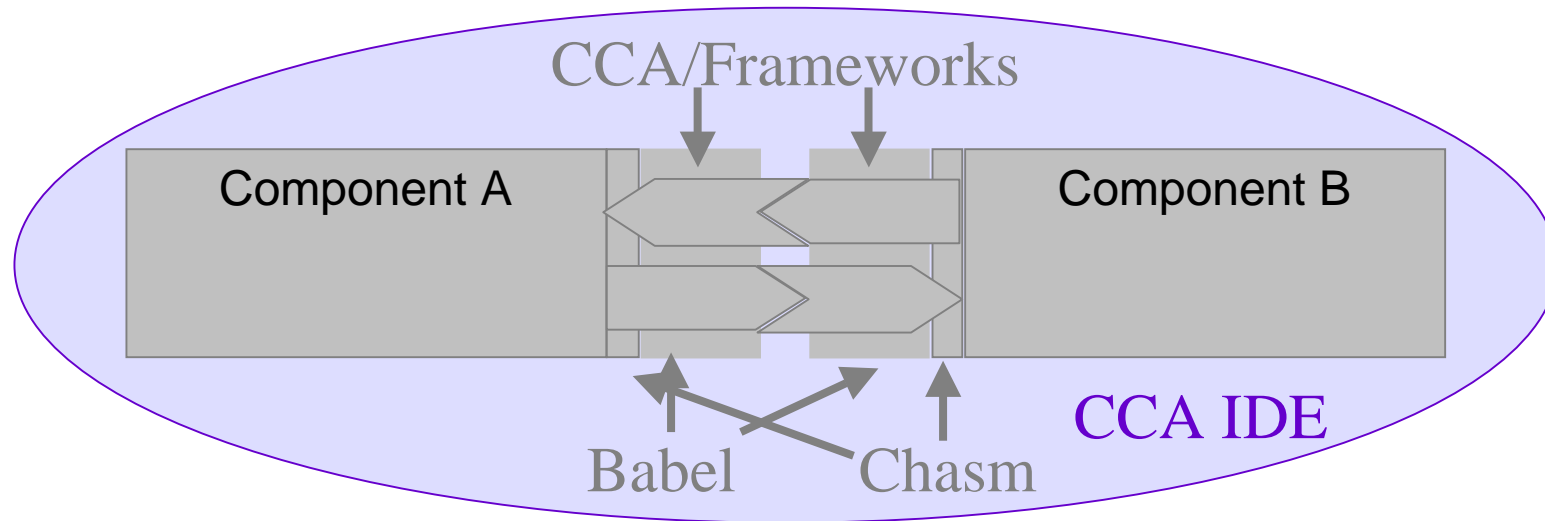 CCA/Frameworks
Component A
Component B
CCA IDE
Babel
Chasm